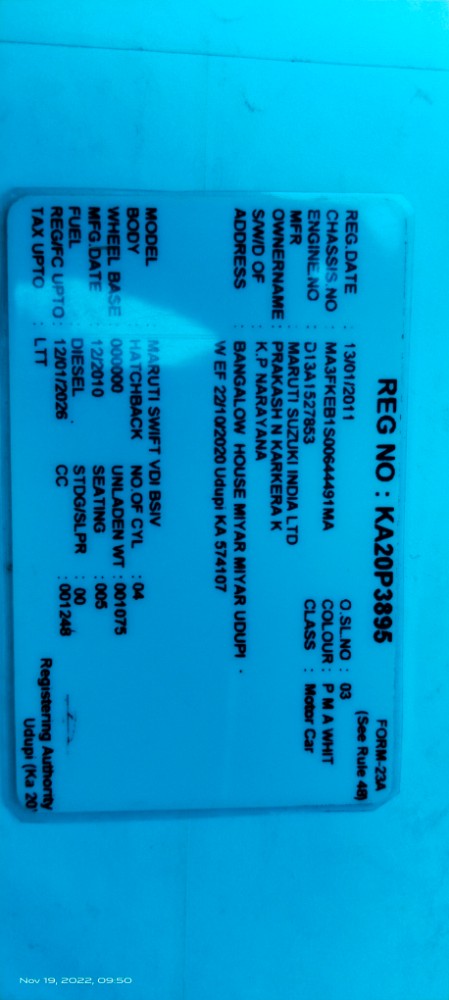 FORM-23A
(See Rule 48)
REG NO : KA20P3895
REG.DATE : 13/01/2011 O.SL.NO : 03
CHASSIS.NO : MA3FKEB1S00644491MA COLOUR : P M A WHIT
ENGINE.NO : D13A1527853 CLASS : Motor Car
MFR : MARUTI SUZUKI INDIA LTD
OWNERNAME : PRAKASH N KARKERA K
S/W/D OF : K.P NARAYANA
ADDRESS : BANGALOW HOUSE MIYAR MIYAR UDUPI .
W EF 22/10/2020 Udupi KA 574107
MODEL : MARUTI SWIFT VDI BSIV
BODY : HATCHBACK NO.OF CYL : 04
WHEEL BASE : 000000 UNLADEN WT : 001075
MFG.DATE : 12/2010 SEATING : 005
FUEL : DIESEL STDG/SLPR : 00
REG/FC UPTO : 12/01/2026 CC : 001248
TAX UPTO : LTT
Registering Authority
Udupi (Ka 20)
Nov 19, 2022, 09:50